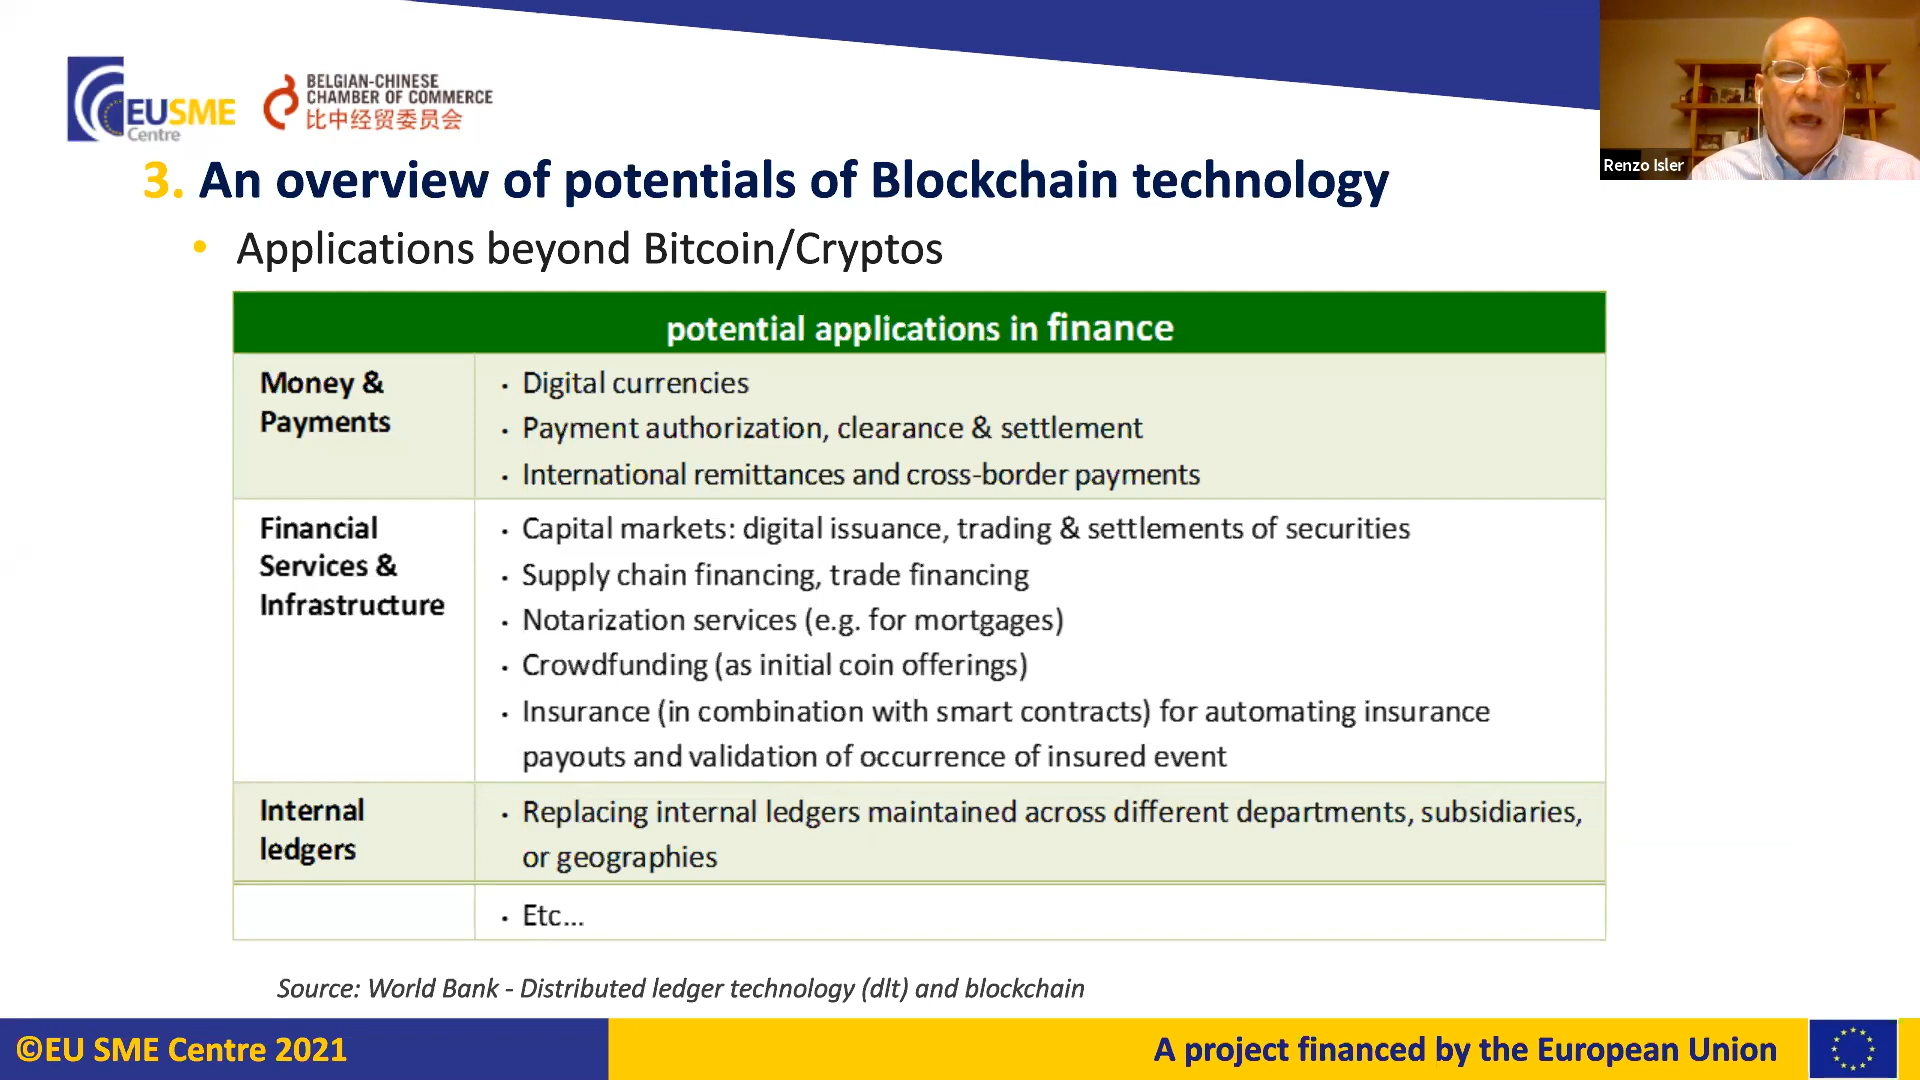 EUSME
Centre
BELGIAN-CHINESE
CHAMBER OF COMMERCE
比中经贸委员会
Renzo Isler
3. An overview of potentials of Blockchain technology
• Applications beyond Bitcoin/Cryptos
potential applications in finance
Money &
Payments
• Digital currencies
• Payment authorization, clearance & settlement
• International remittances and cross-border payments
Financial
Services &
Infrastructure
• Capital markets: digital issuance, trading & settlements of securities
• Supply chain financing, trade financing
• Notarization services (e.g. for mortgages)
• Crowdfunding (as initial coin offerings)
• Insurance (in combination with smart contracts) for automating insurance
payouts and validation of occurrence of insured event
Internal
ledgers
• Replacing internal ledgers maintained across different departments, subsidiaries,
or geographies
• Etc...
Source: World Bank - Distributed ledger technology (dlt) and blockchain
©EU SME Centre 2021
A project financed by the European Union